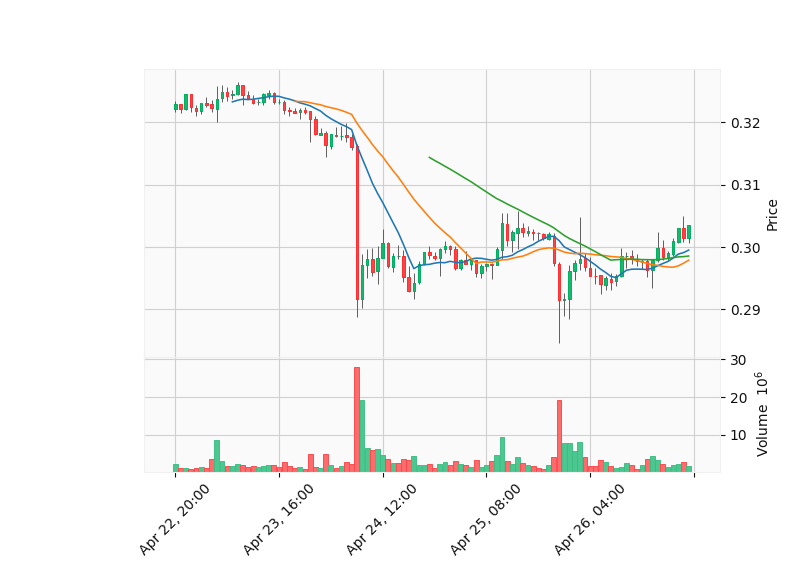 0.32
0.31
0.30
0.29
Price
30
20
10
Volume 10^6
Apr 22, 20:00
Apr 23, 16:00
Apr 24, 12:00
Apr 25, 08:00
Apr 26, 04:00